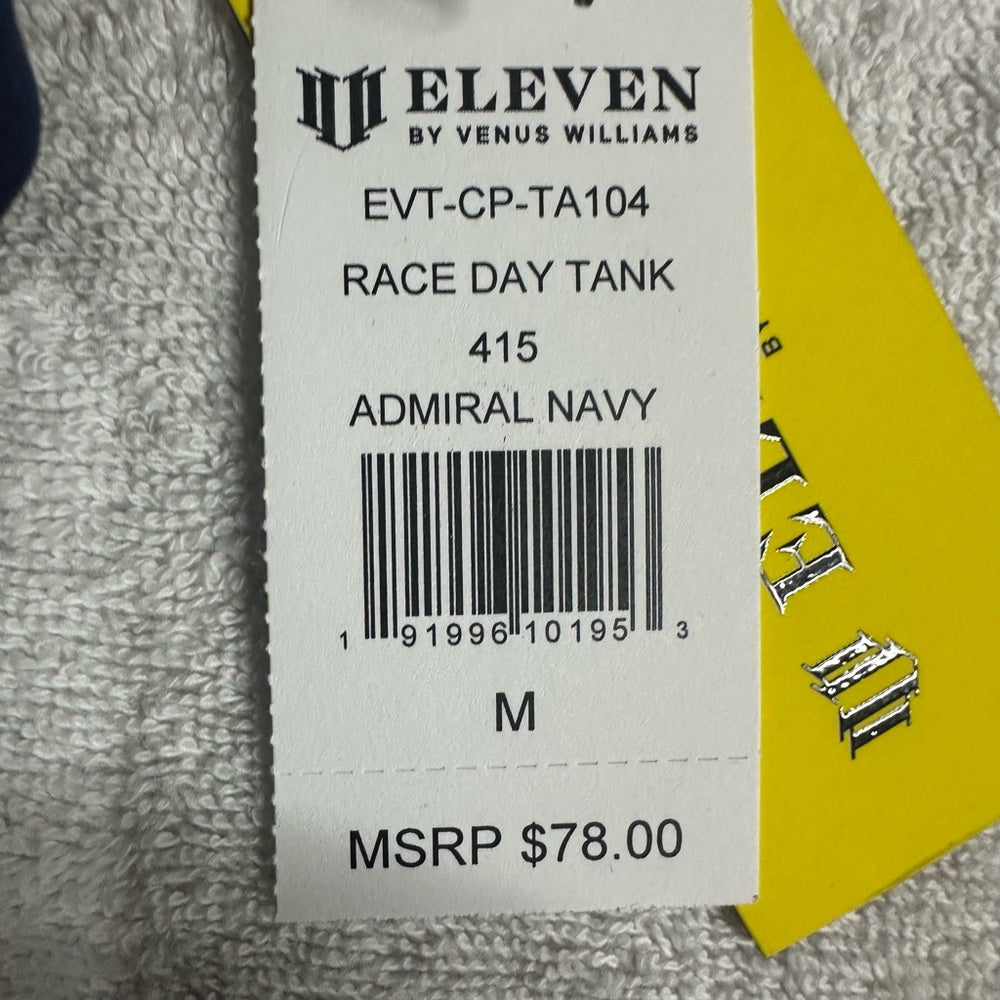 ELEVEN
BY VENUS WILLIAMS
EVT-CP-TA104
RACE DAY TANK
415
ADMIRAL NAVY
1 91996 10195 3
M
MSRP $78.00
BY